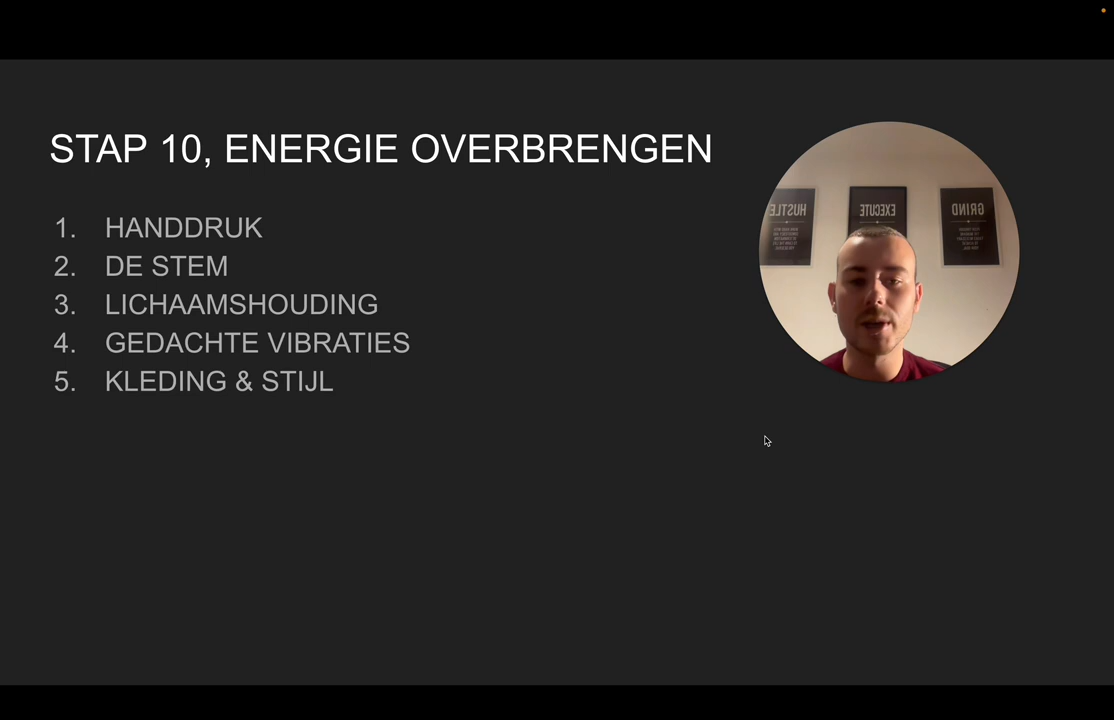 STAP 10, ENERGIE OVERBRENGEN
1. HANDDRUK
2. DE STEM
3. LICHAAMSHOUDING
4. GEDACHTE VIBRATIES
5. KLEDING & STIJL
HUSTLE
EXECUTE
GRIND